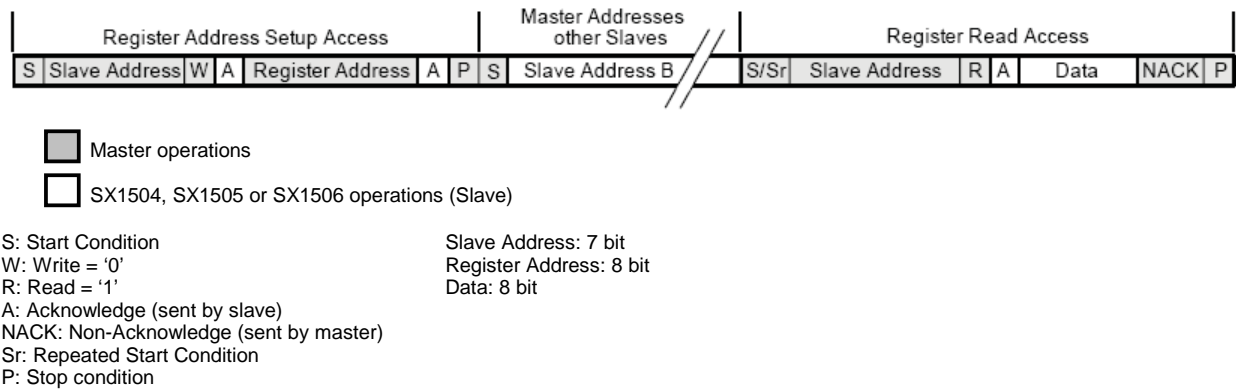 Register Address Setup Access
Master Addresses
other Slaves
Register Read Access
S Slave Address W A Register Address A P S Slave Address B S/Sr Slave Address R A Data NACK P
Master operations
SX1504, SX1505 or SX1506 operations (Slave)
S: Start Condition
W: Write = ‘0’
R: Read = ‘1’
A: Acknowledge (sent by slave)
NACK: Non-Acknowledge (sent by master)
Sr: Repeated Start Condition
P: Stop condition
Slave Address: 7 bit
Register Address: 8 bit
Data: 8 bit